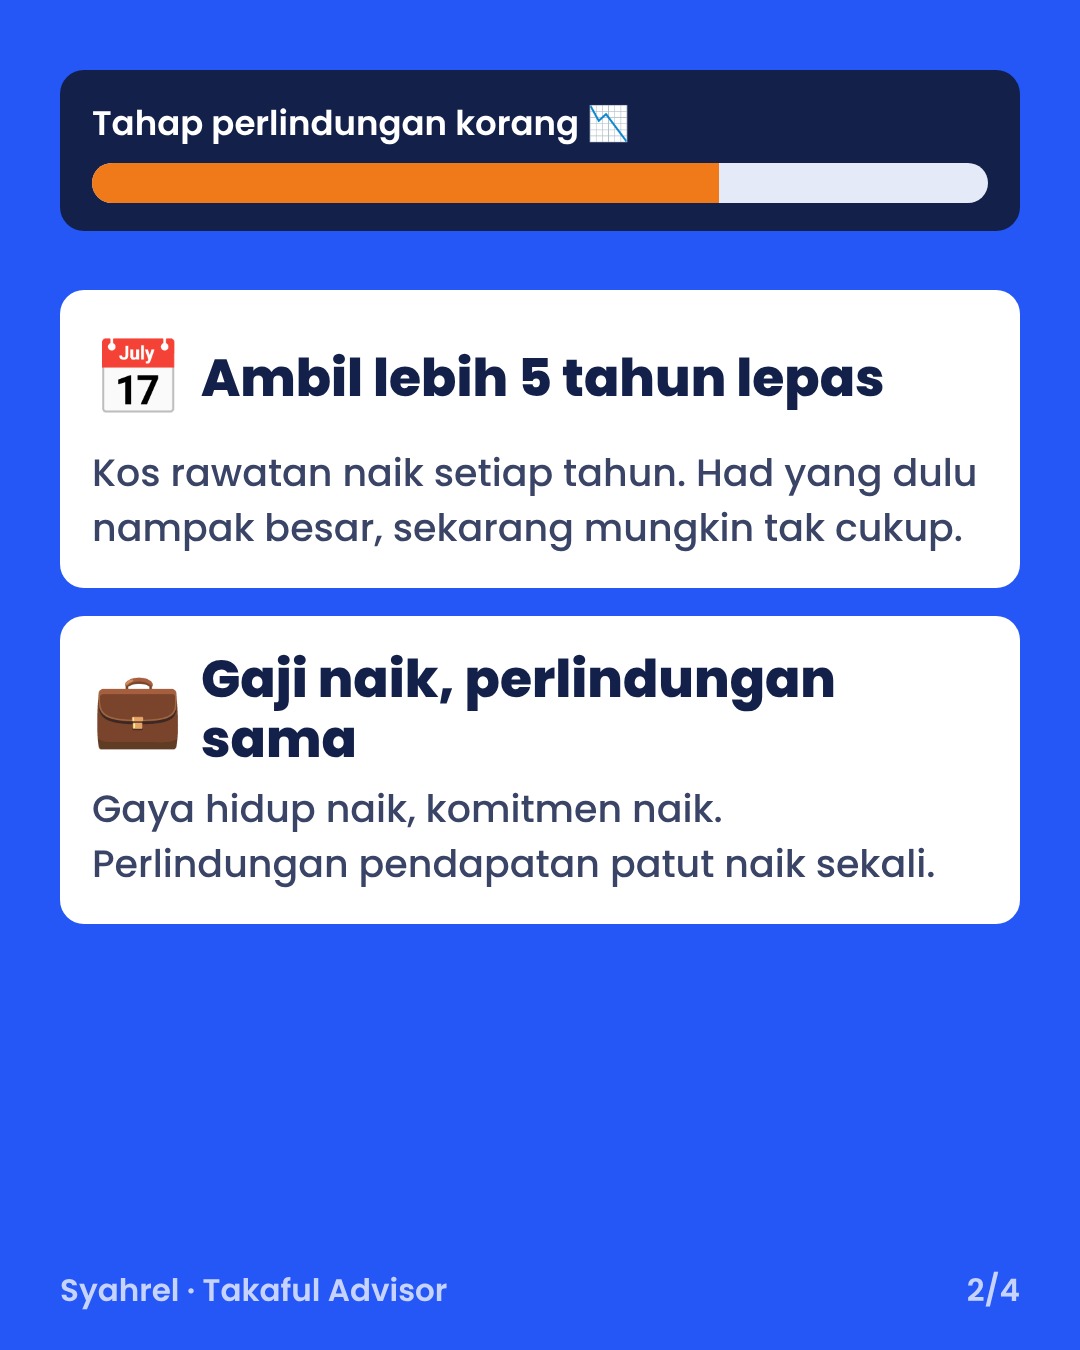 Tahap perlindungan korang 📉
July
17
Ambil lebih 5 tahun lepas
Kos rawatan naik setiap tahun. Had yang dulu
nampak besar, sekarang mungkin tak cukup.
Gaji naik, perlindungan
sama
Gaya hidup naik, komitmen naik.
Perlindungan pendapatan patut naik sekali.
Syahrel · Takaful Advisor
2/4